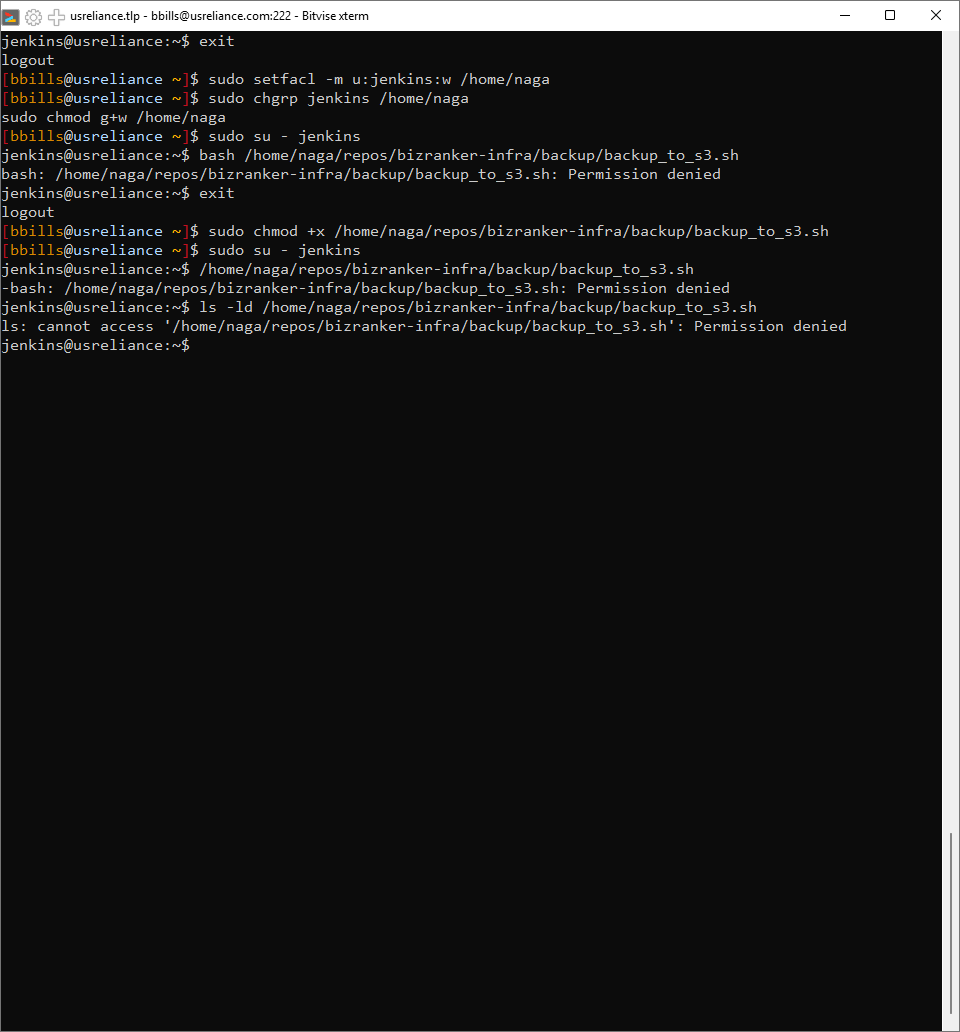 usreliance.tlp - bbills@usreliance.com:222 - Bitvise xterm
jenkins@usreliance:~$ exit
logout
[bbills@usreliance ~]$ sudo setfacl -m u:jenkins:w /home/naga
[bbills@usreliance ~]$ sudo chgrp jenkins /home/naga
sudo chmod g+w /home/naga
[bbills@usreliance ~]$ sudo su - jenkins
jenkins@usreliance:~$ bash /home/naga/repos/bizranker-infra/backup/backup_to_s3.sh
bash: /home/naga/repos/bizranker-infra/backup/backup_to_s3.sh: Permission denied
jenkins@usreliance:~$ exit
logout
[bbills@usreliance ~]$ sudo chmod +x /home/naga/repos/bizranker-infra/backup/backup_to_s3.sh
[bbills@usreliance ~]$ sudo su - jenkins
jenkins@usreliance:~$ /home/naga/repos/bizranker-infra/backup/backup_to_s3.sh
-bash: /home/naga/repos/bizranker-infra/backup/backup_to_s3.sh: Permission denied
jenkins@usreliance:~$ ls -ld /home/naga/repos/bizranker-infra/backup/backup_to_s3.sh
ls: cannot access '/home/naga/repos/bizranker-infra/backup/backup_to_s3.sh': Permission denied
jenkins@usreliance:~$